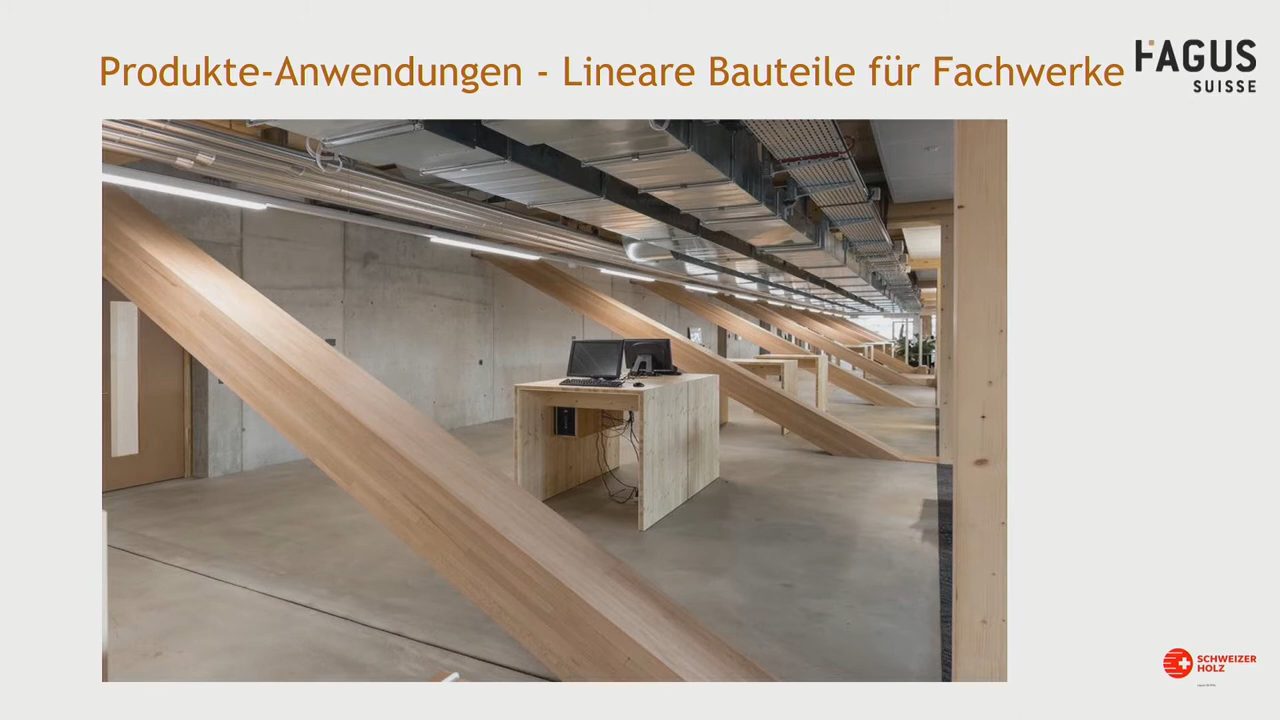 Produkte-Anwendungen - Lineare Bauteile für Fachwerke
FAGUS
SUISSE
SCHWEIZER
HOLZ